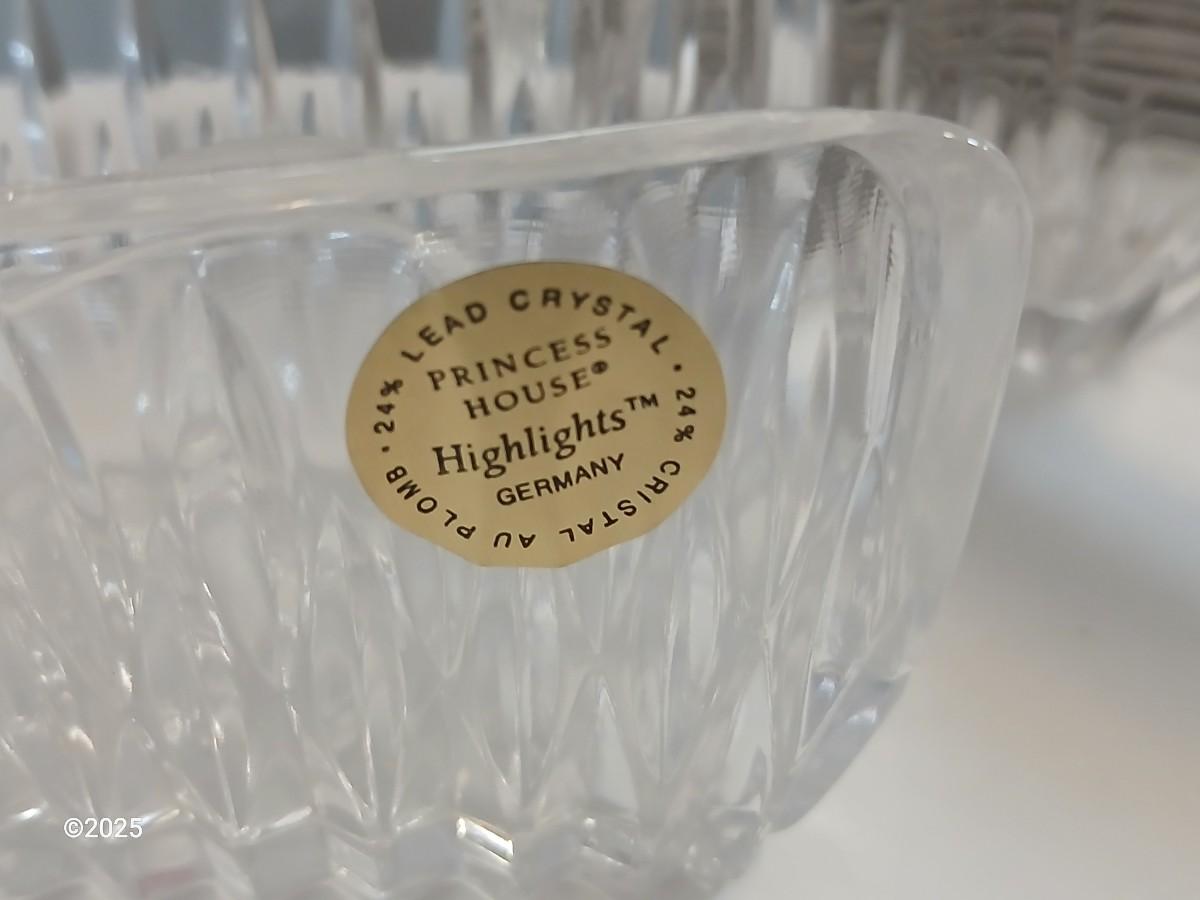 24% LEAD CRYSTAL ·
PRINCESS
HOUSE®
Highlights™
GERMANY
24% CRISTAL AU PLOMB ·
©2025